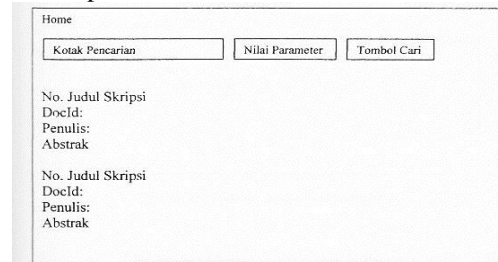 Home
Kotak Pencarian Nilai Parameter Tombol Cari
No. Judul Skripsi
DocId:
Penulis:
Abstrak
No. Judul Skripsi
DocId:
Penulis:
Abstrak